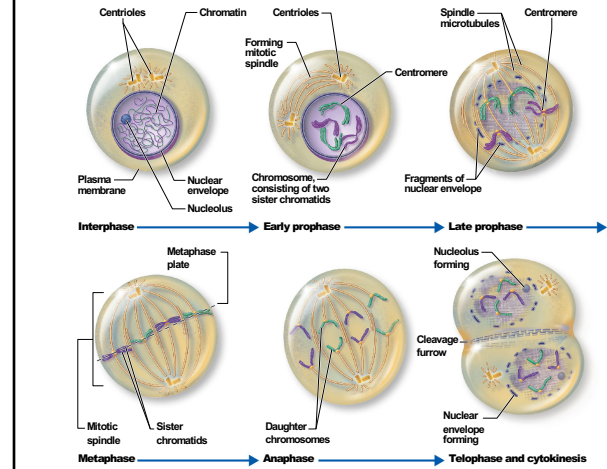 Centrioles
Chromatin
Plasma
membrane
Nuclear
envelope
Nucleolus
Interphase
Centrioles
Forming
mitotic
spindle
Centromere
Chromosome,
consisting of two
sister chromatids
Early prophase
Spindle
microtubules
Centromere
Fragments of
nuclear envelope
Late prophase
Metaphase
plate
Mitotic
spindle
Sister
chromatids
Metaphase
Daughter
chromosomes
Anaphase
Nucleolus
forming
Cleavage
furrow
Nuclear
envelope
forming
Telophase and cytokinesis